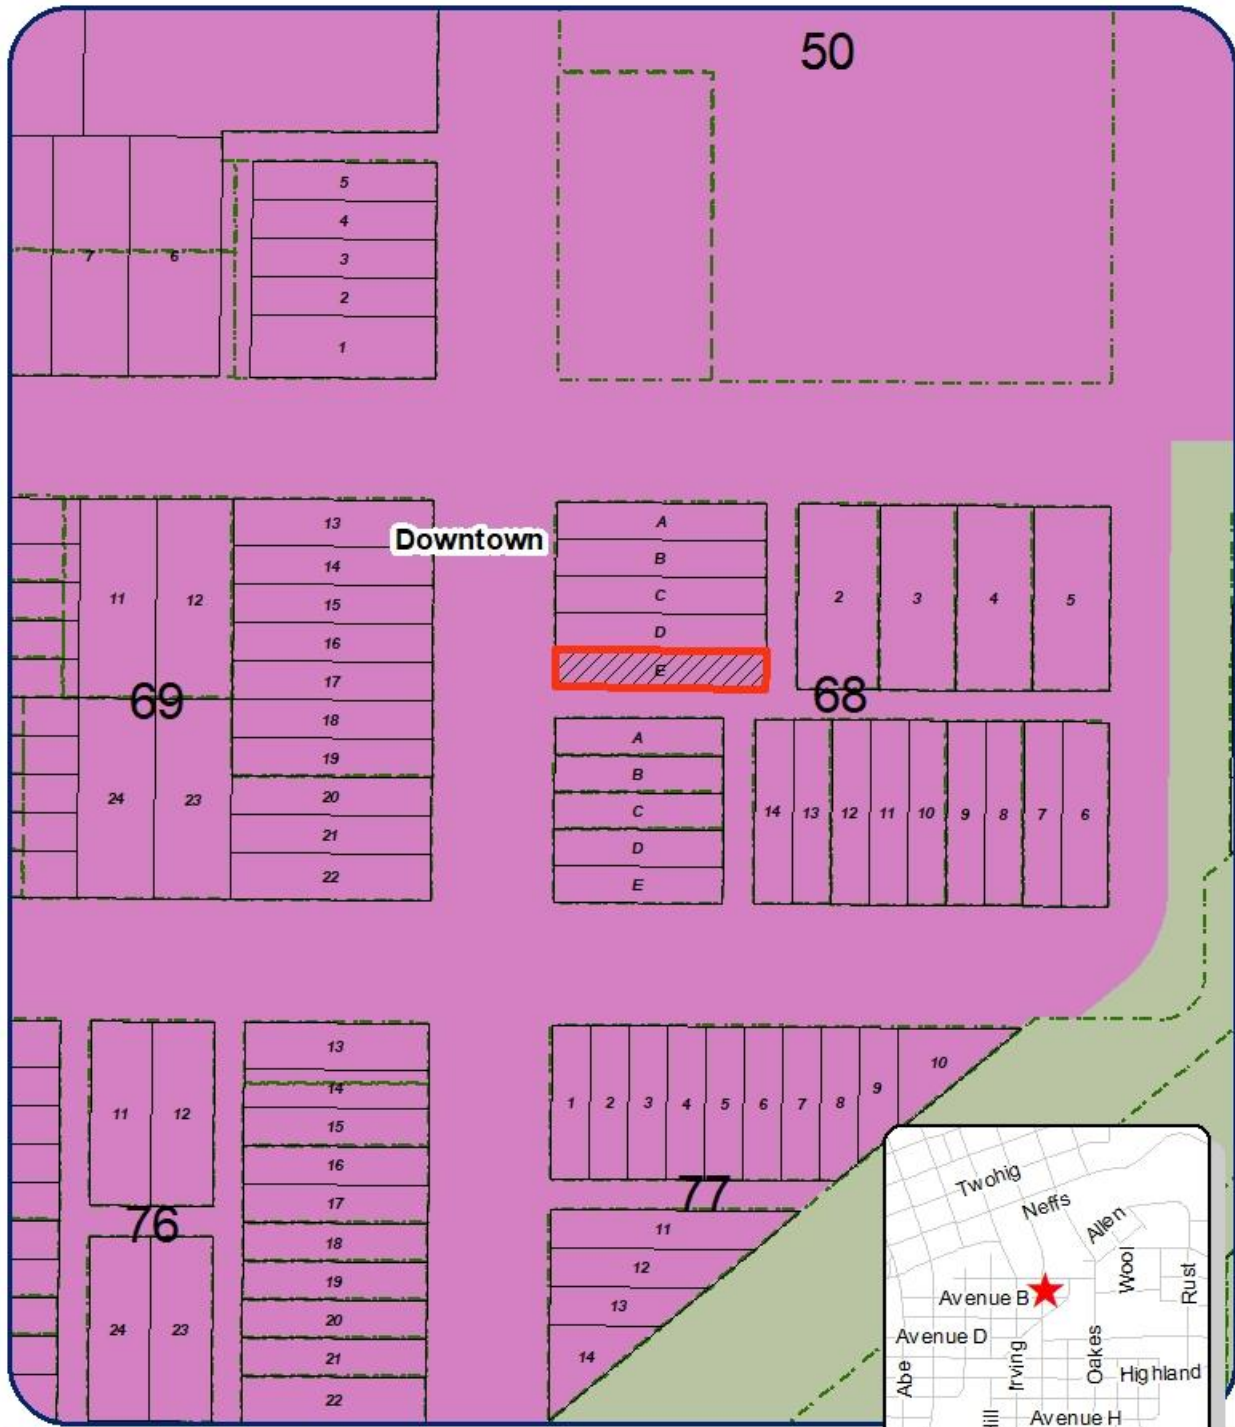 50
5
4
3
2
1
7 6
Downtown
13
14
15
16
17
18
19
20
21
22
11 12
69
24 23
A
B
C
D
E
2 3 4 5
68
A
B
C
D
E
14 13 12 11 10 9 8 7 6
13
14
15
16
17
18
19
20
21
22
11 12
76
24 23
1 2 3 4 5 6 7 8 9 10
77
11
12
13
14
Twohig
Neffs
Allen
Wool
Rust
Avenue B
Avenue D
Abe
Irving
Oakes
Highland
ill
Avenue H